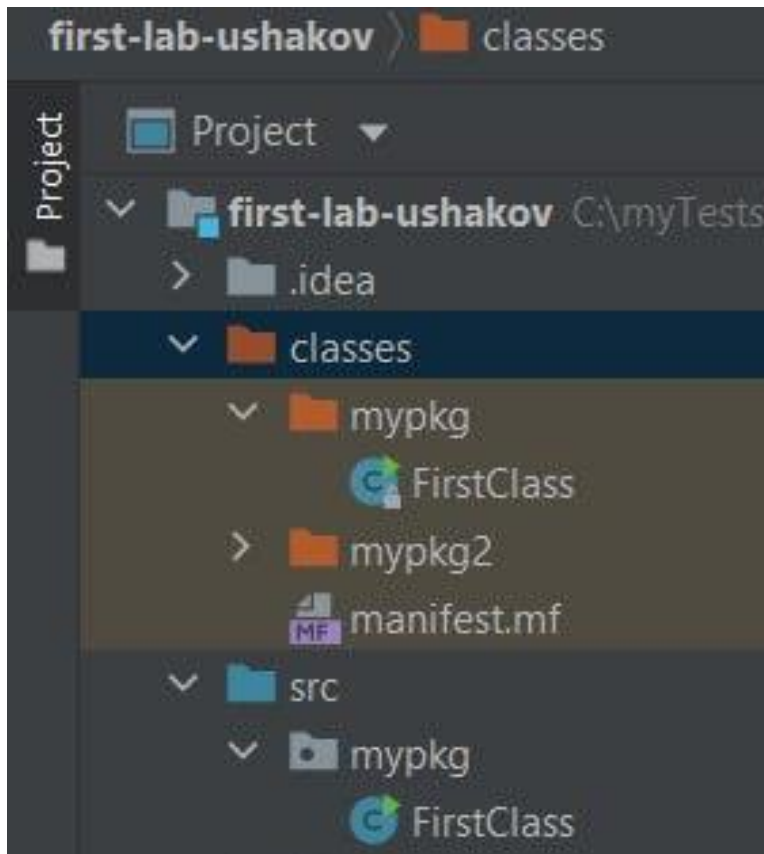 first-lab-ushakov classes
Project
Project
first-lab-ushakov C:\myTests
.idea
classes
mypkg
FirstClass
mypkg2
MF manifest.mf
src
mypkg
FirstClass